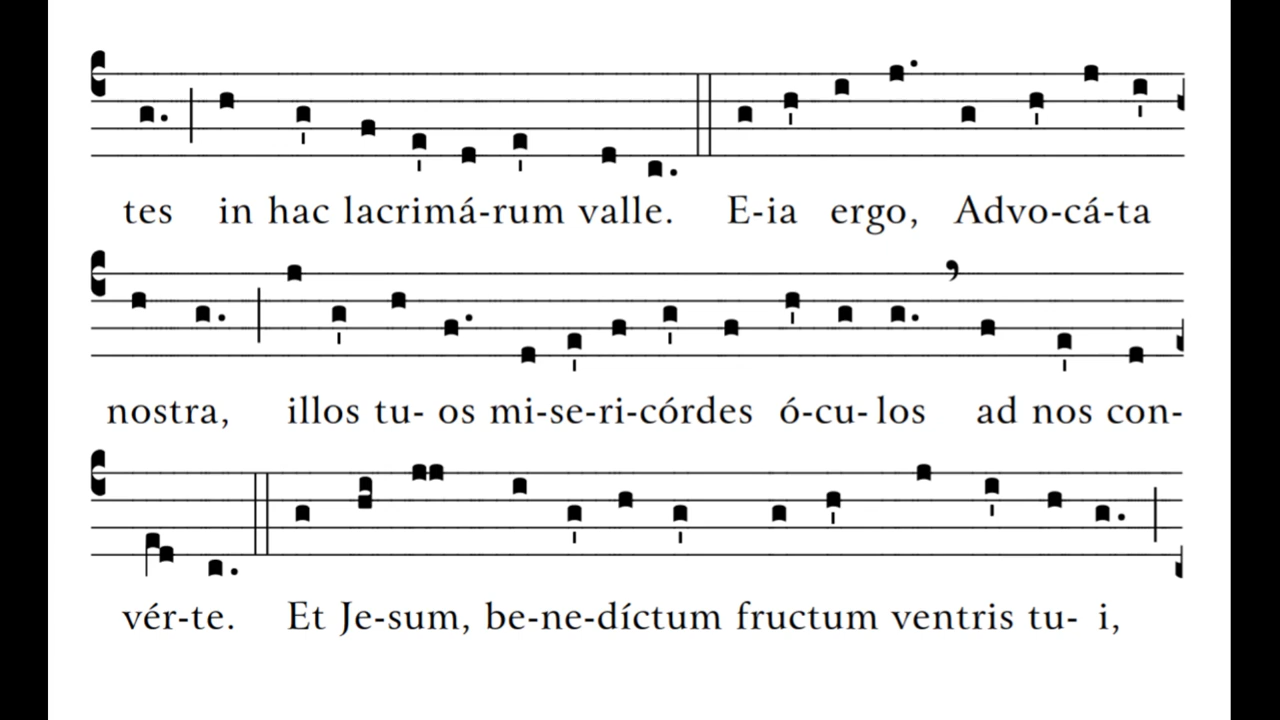 tes in hac lacrimá-rum valle. E-ia ergo, Advo-cá-ta
nostra, illos tu- os mi-se-ri-córdes ó-cu-los ad nos con-
vér-te. Et Je-sum, be-ne-díctum fructum ventris tu- i,